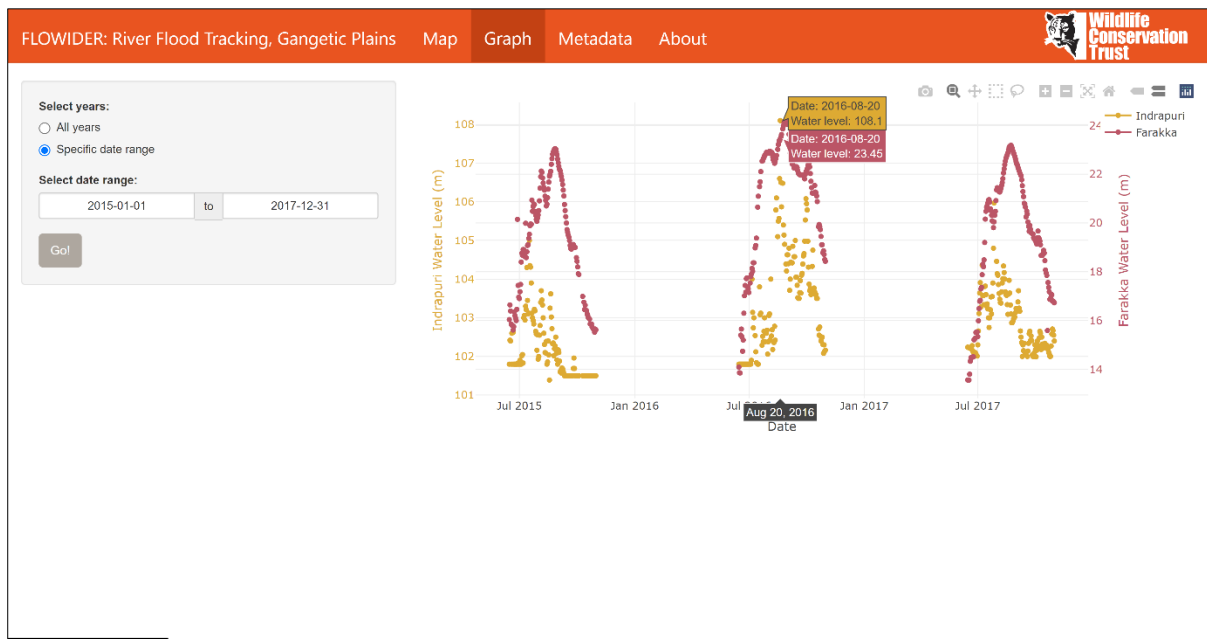 FLOWIDER: River Flood Tracking, Gangetic Plains Map Graph Metadata About
Wildlife
Conservation
Trust
Select years:
All years
Specific date range
Select date range:
2015-01-01 to 2017-12-31
Go!
Indrapuri Water Level (m)
108
107
106
105
104
103
102
101
Jul 2015
Jan 2016
Aug 20, 2016
Jan 2017
Jul 2017
Date
Date: 2016-08-20
Water level: 108.1
Date: 2016-08-20
Water level: 23.45
24
22
20
18
16
14
Farakka Water Level (m)
Indrapuri
Farakka